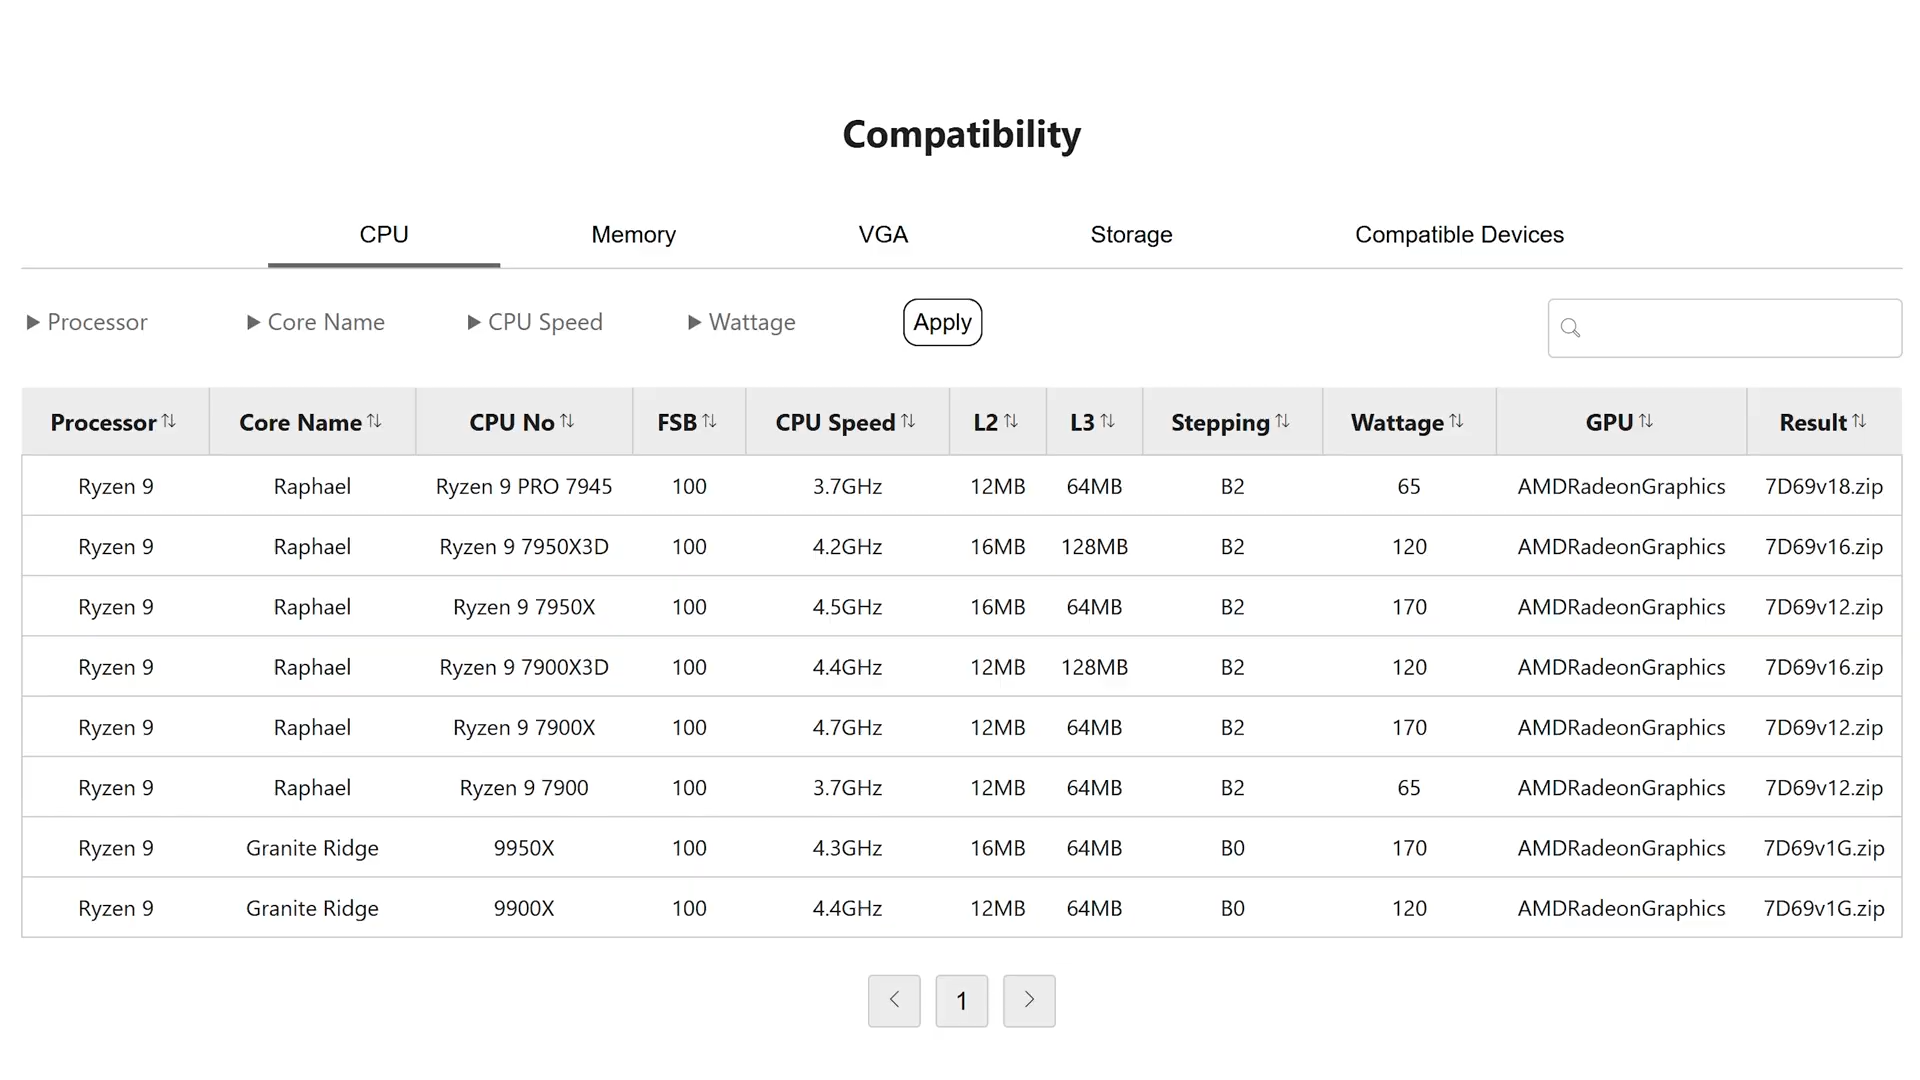 Compatibility
CPU Memory VGA Storage Compatible Devices
Processor Core Name CPU Speed Wattage Apply
Processor Core Name CPU No FSB CPU Speed L2 L3 Stepping Wattage GPU Result
Ryzen 9 Raphael Ryzen 9 PRO 7945 100 3.7GHz 12MB 64MB B2 65 AMDRadeonGraphics 7D69v18.zip
Ryzen 9 Raphael Ryzen 9 7950X3D 100 4.2GHz 16MB 128MB B2 120 AMDRadeonGraphics 7D69v16.zip
Ryzen 9 Raphael Ryzen 9 7950X 100 4.5GHz 16MB 64MB B2 170 AMDRadeonGraphics 7D69v12.zip
Ryzen 9 Raphael Ryzen 9 7900X3D 100 4.4GHz 12MB 128MB B2 120 AMDRadeonGraphics 7D69v16.zip
Ryzen 9 Raphael Ryzen 9 7900X 100 4.7GHz 12MB 64MB B2 170 AMDRadeonGraphics 7D69v12.zip
Ryzen 9 Raphael Ryzen 9 7900 100 3.7GHz 12MB 64MB B2 65 AMDRadeonGraphics 7D69v12.zip
Ryzen 9 Granite Ridge 9950X 100 4.3GHz 16MB 64MB B0 170 AMDRadeonGraphics 7D69v1G.zip
Ryzen 9 Granite Ridge 9900X 100 4.4GHz 12MB 64MB B0 120 AMDRadeonGraphics 7D69v1G.zip
1